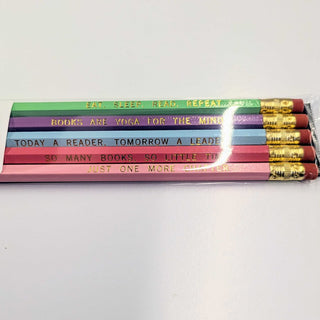 EAT. SLEEP. READ. REPEAT.
BOOKS ARE YOGA FOR THE MIND
TODAY A READER, TOMORROW A LEADE
SO MANY BOOKS, SO LITTLE
JUST ONE MORE